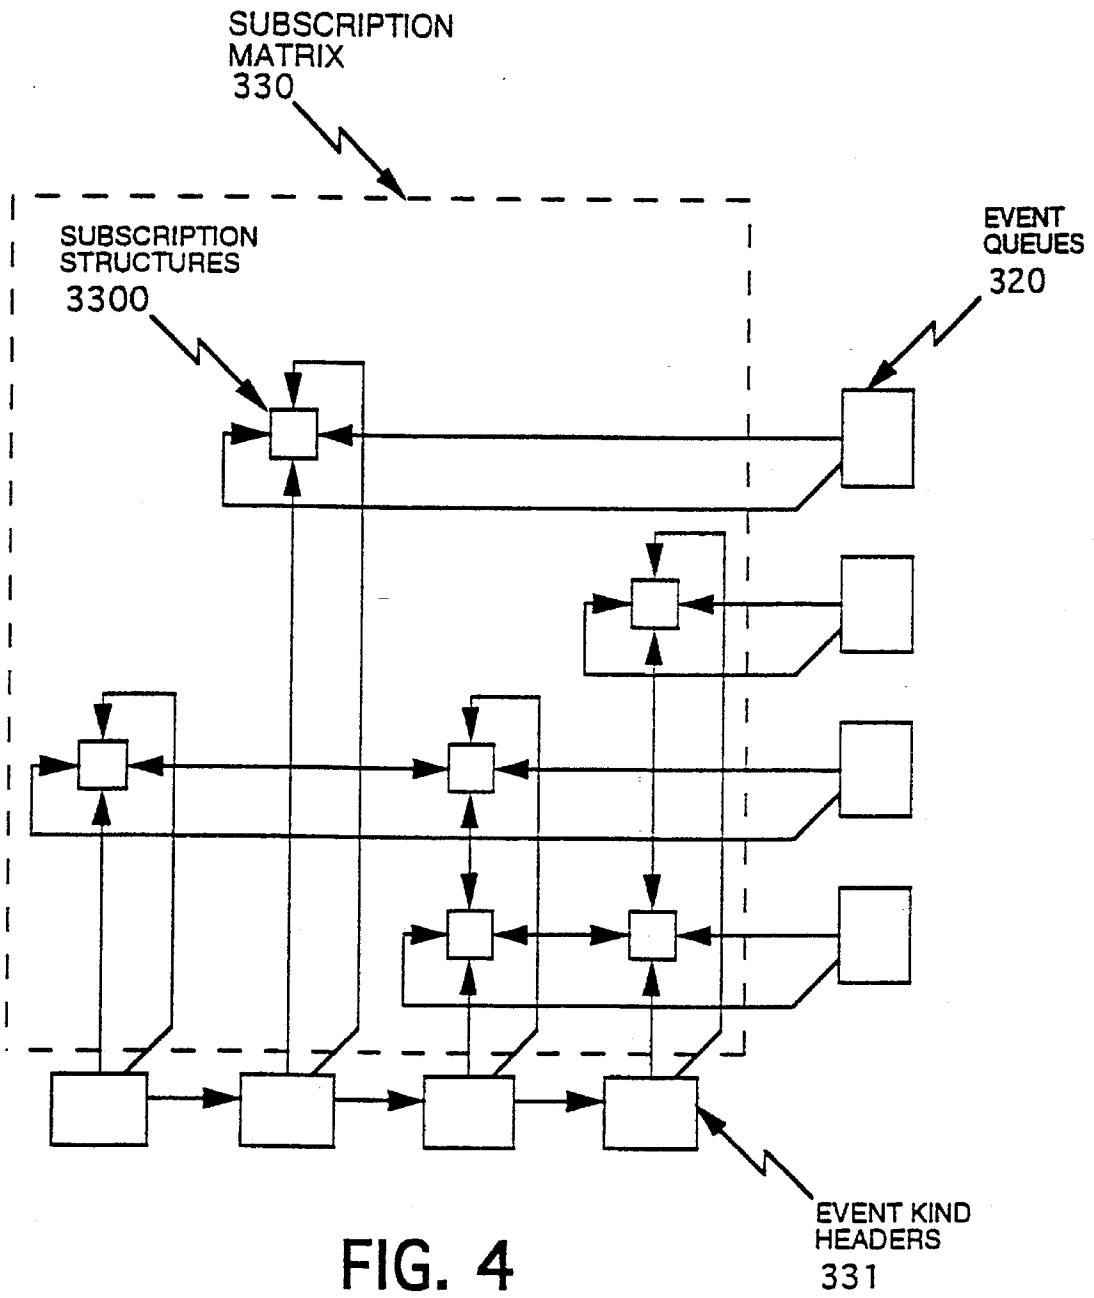 SUBSCRIPTION
MATRIX
330
SUBSCRIPTION
STRUCTURES
3300
EVENT
QUEUES
320
EVENT KIND
HEADERS
331
FIG. 4